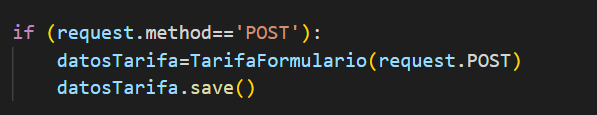 if (request.method=='POST'):
    datosTarifa=TarifaFormulario(request.POST)
    datosTarifa.save()